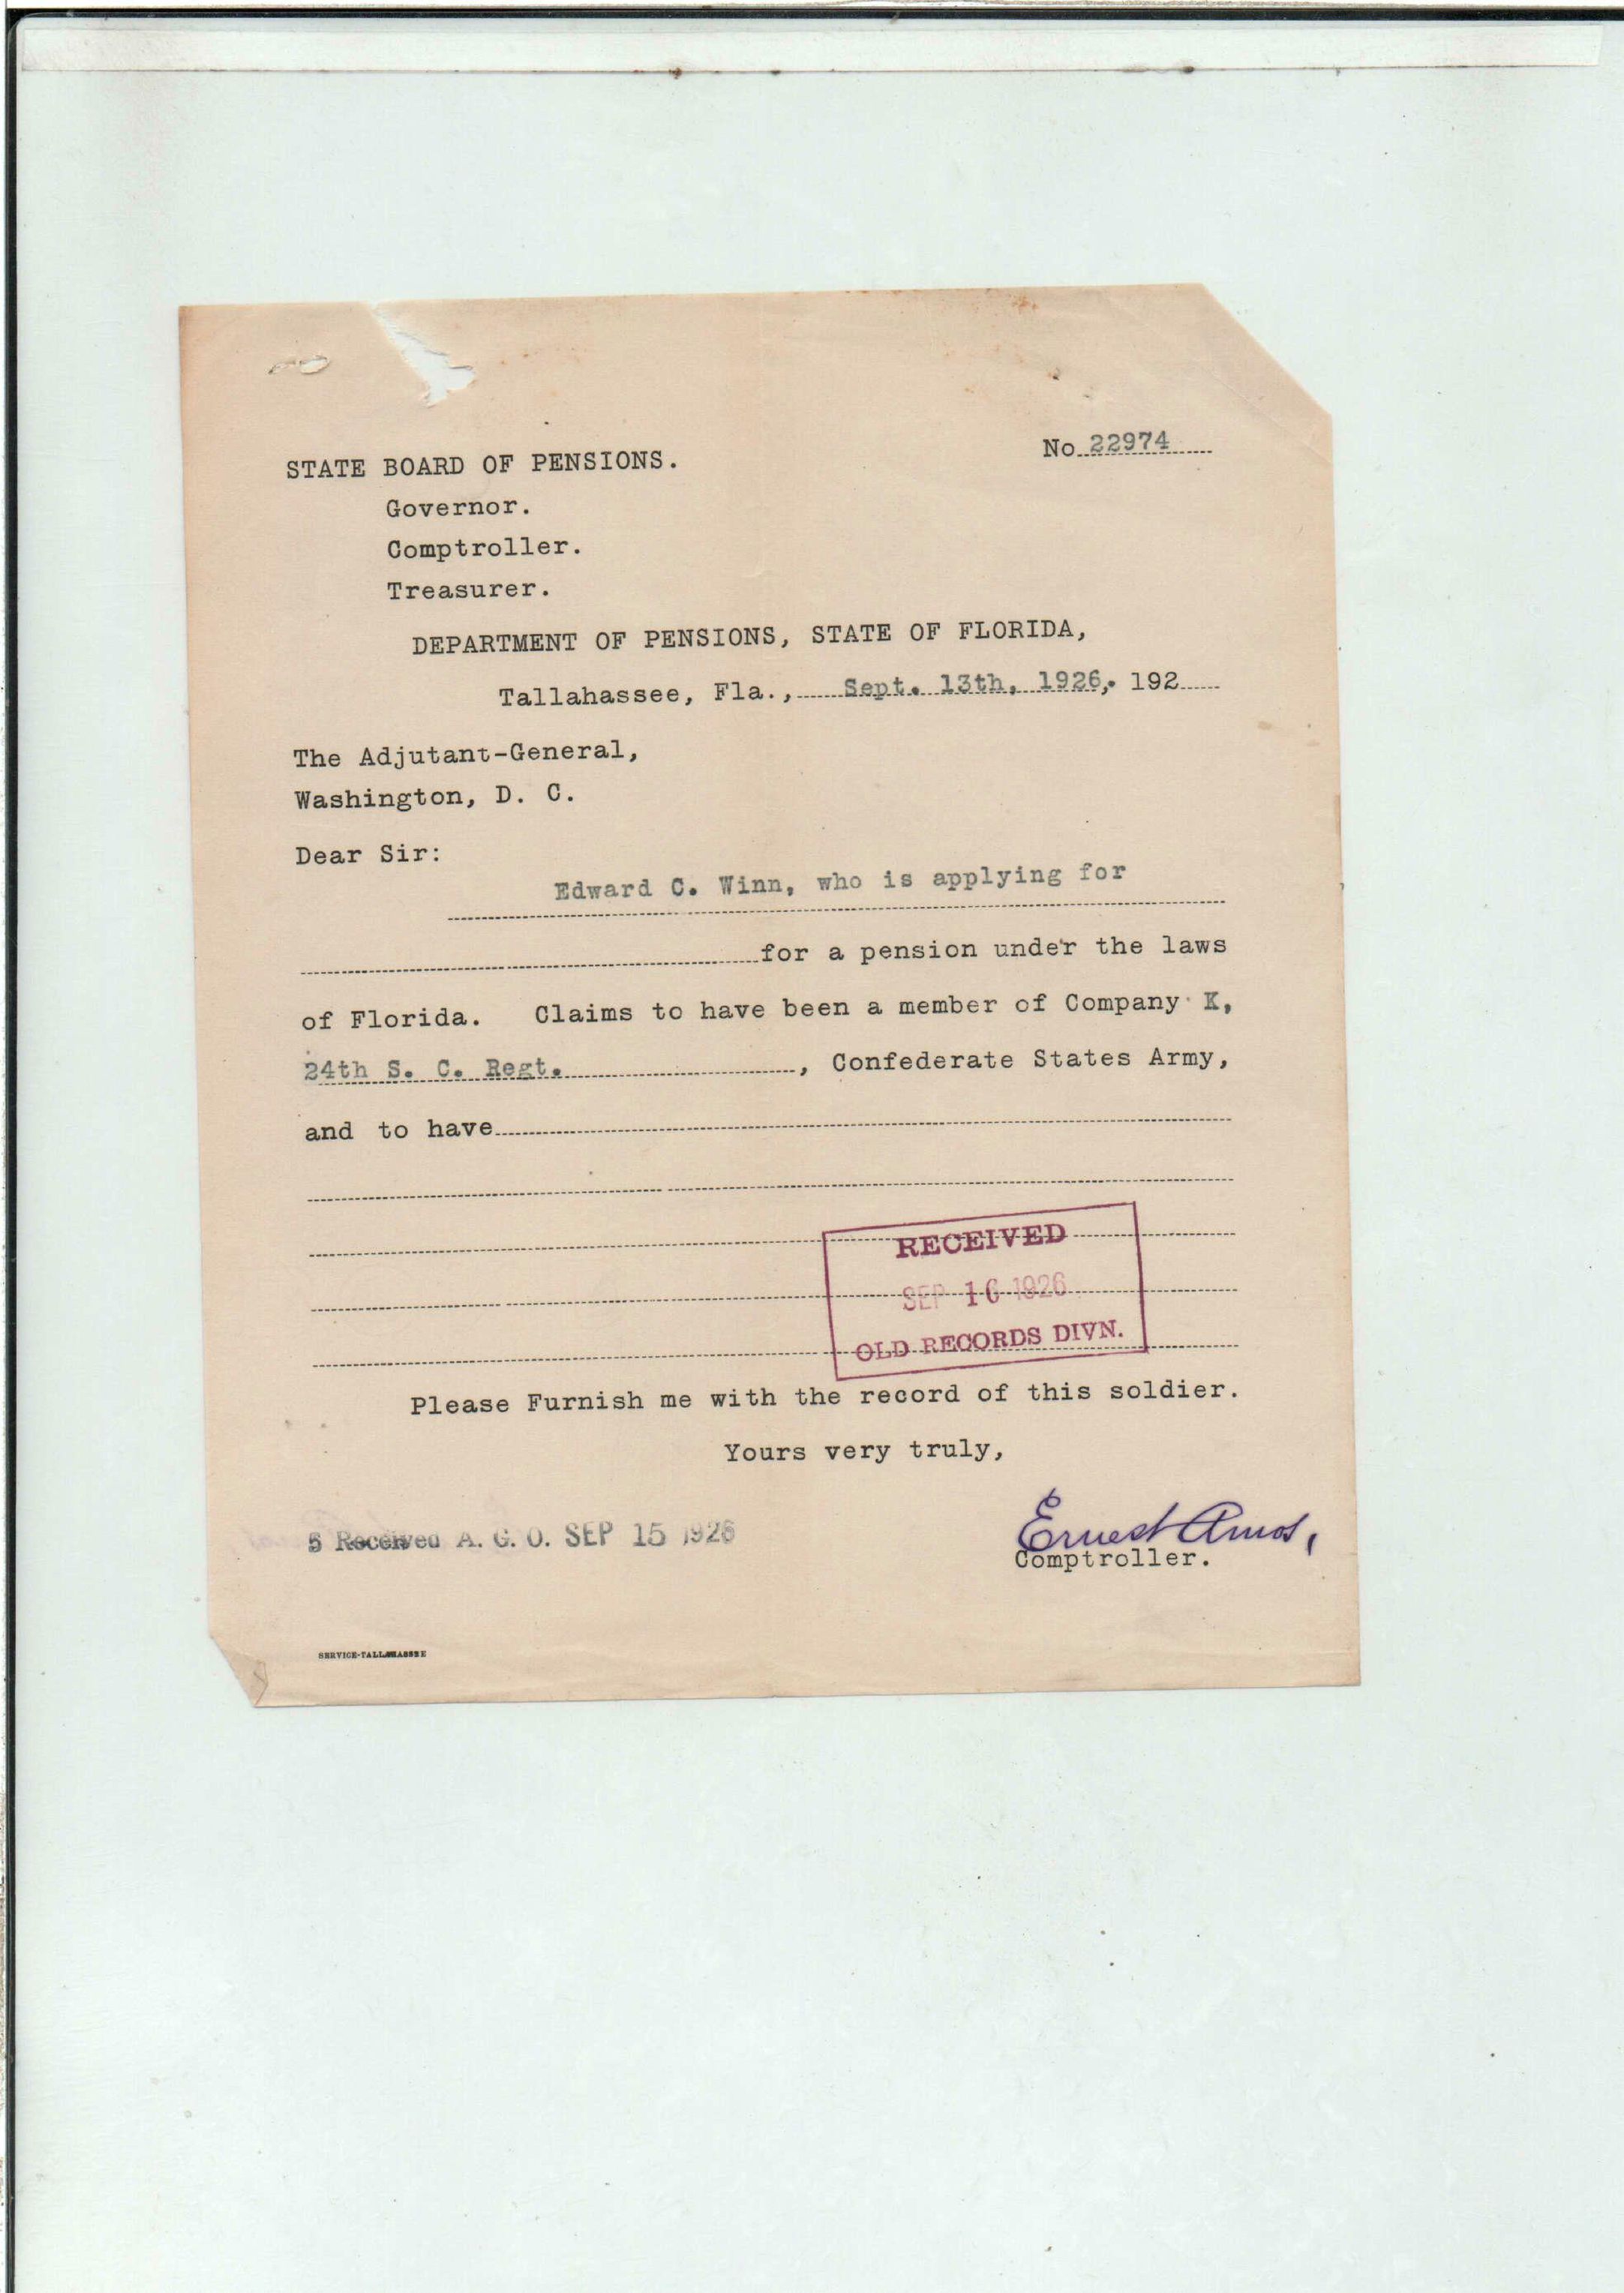 No 22974
STATE BOARD OF PENSIONS.
Governor.
Comptroller.
Treasurer.
DEPARTMENT OF PENSIONS, STATE OF FLORIDA,
Tallahassee, Fla., Sept. 13th, 1926, 192
The Adjutant-General,
Washington, D. C.
Dear Sir:
Edward C. Winn, who is applying for
for a pension under the laws
of Florida. Claims to have been a member of Company K,
24th S. C. Regt. , Confederate States Army,
and to have
RECEIVED
SEP 16 1926
OLD RECORDS DIVN.
Please Furnish me with the record of this soldier.
Yours very truly,
5 Received A. G. O. SEP 15 1926
Ernest Amos,
Comptroller.
SERVICE-TALLAHASSEE